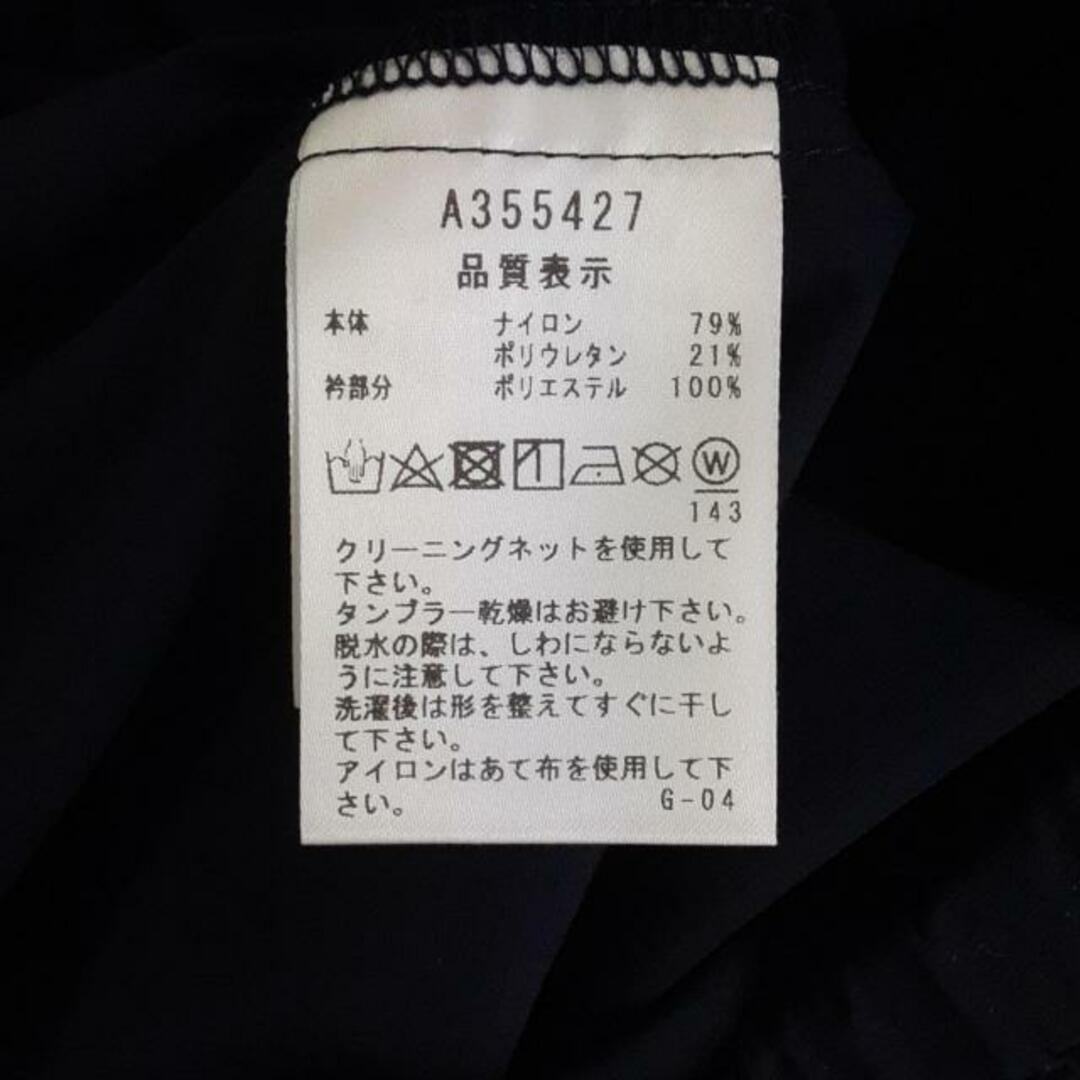 A355427
品質表示
本体 ナイロン 79%
ポリウレタン 21%
衿部分 ポリエステル 100%
W
143
クリーニングネットを使用して
下さい。
タンブラー乾燥はお避け下さい。
脱水の際は、しわにならないよ
うに注意して下さい。
洗濯後は形を整えてすぐに干し
て下さい。
アイロンはあて布を使用して下
さい。 G-04